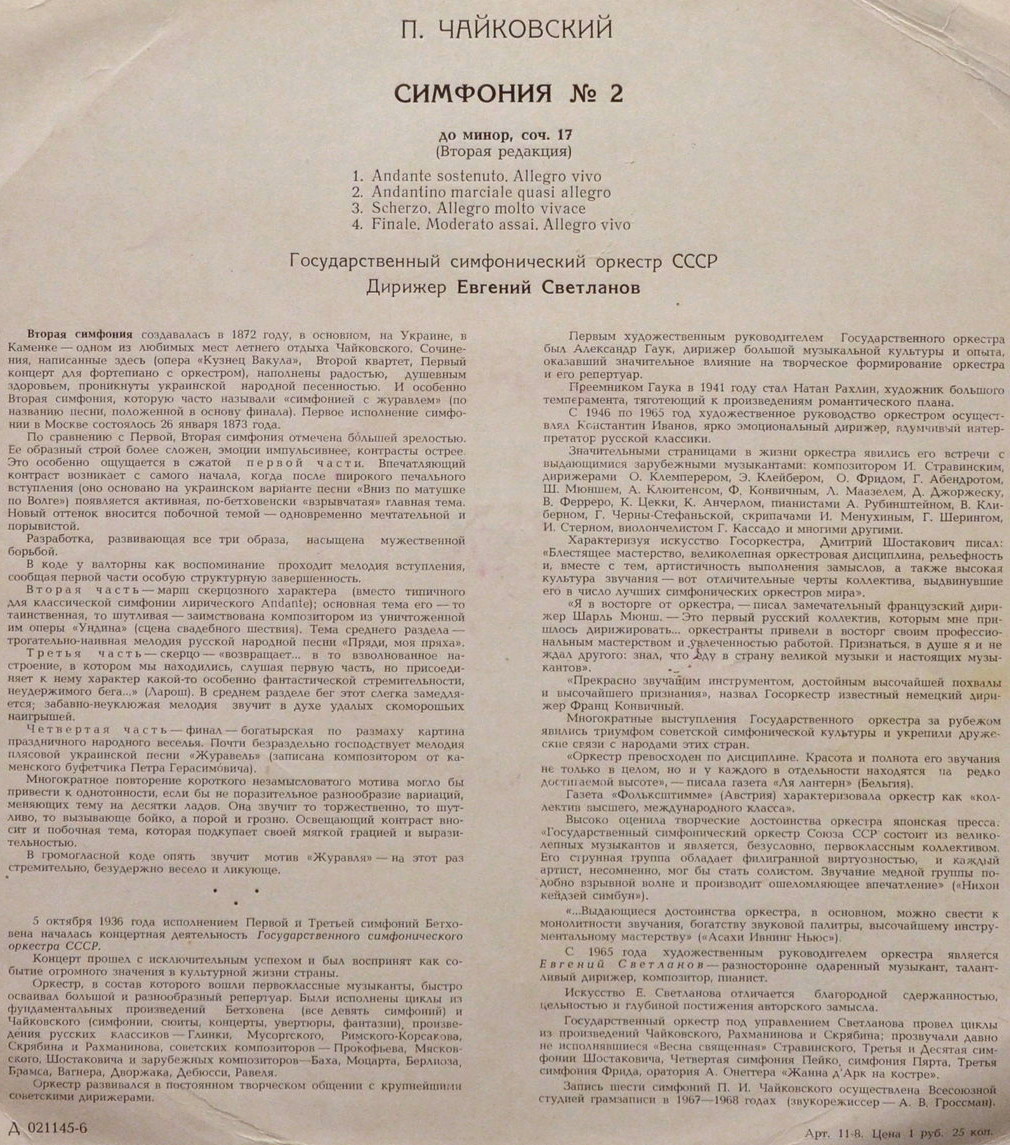 П. ЧАЙКОВСКИЙ
СИМФОНИЯ № 2
до минор, соч. 17
(Вторая редакция)
1. Andante sostenuto. Allegro vivo
2. Andantino marciale quasi allegro
3. Scherzo. Allegro molto vivace
4. Finale. Moderato assai. Allegro vivo
Государственный симфонический оркестр СССР
Дирижер Евгений Светланов
Вторая симфония создавалась в 1872 году, в основном, на Украине, в
Каменке — одном из любимых мест летнего отдыха Чайковского. Сочине-
ния, написанные здесь (опера «Кузнец Вакула», Второй квартет, Первый
концерт для фортепиано с оркестром), наполнены радостью, душевным
здоровьем, проникнуты украинской народной песенностью. И особенно
Вторая симфония, которую часто называли «симфонией с журавлем» (по
названию песни, положенной в основу финала). Первое исполнение симфо-
нии в Москве состоялось 26 января 1873 года.
По сравнению с Первой, Вторая симфония отмечена бо́льшей зрелостью.
Ее образный строй более сложен, эмоции импульсивнее, контрасты острее.
Это особенно ощущается в сжатой первой части. Впечатляющий
контраст возникает с самого начала, когда после широкого печального
вступления (оно основано на украинском варианте песни «Вниз по матушке
по Волге») появляется активная, по-бетховенски «взрывчатая» главная тема.
Новый оттенок вносится побочной темой — одновременно мечтательной и
порывистой.
Разработка, развивающая все три образа, насыщена мужественной
борьбой.
В коде у валторны как воспоминание проходит мелодия вступления,
сообщая первой части особую структурную завершенность.
Вторая часть — марш скерцозного характера (вместо типичного
для классической симфонии лирического Andante); основная тема его — то
таинственная, то шутливая — заимствована композитором из уничтоженной
им оперы «Ундина» (сцена свадебного шествия). Тема среднего раздела —
трогательно-наивная мелодия русской народной песни «Пряди, моя пряха».
Третья часть — скерцо — «возвращает... в то взволнованное на-
строение, в котором мы находились, слушая первую часть, но присоеди-
няет к нему характер какой-то особенно фантастической стремительности,
неудержимого бега...» (Ларош). В среднем разделе бег этот слегка замедля-
ется; забавно-неуклюжая мелодия звучит в духе удалых скоморошьих
наигрышей.
Четвертая часть — финал — богатырская по размаху картина
праздничного народного веселья. Почти безраздельно господствует мелодия
плясовой украинской песни «Журавель» (записана композитором от ка-
менского буфетчика Петра Герасимовича).
Многократное повторение короткого незамысловатого мотива могло бы
привести к однотонности, если бы не поразительное разнообразие вариаций,
меняющих тему на десятки ладов. Она звучит то торжественно, то шут-
ливо, то вызывающе бойко, а порой и грозно. Освещающий контраст вно-
сит и побочная тема, которая подкупает своей мягкой грацией и вырази-
тельностью.
В громогласной коде опять звучит мотив «Журавля» — на этот раз
стремительно, безудержно весело и ликующе.
5 октября 1936 года исполнением Первой и Третьей симфоний Бетхо-
вена началась концертная деятельность Государственного симфонического
оркестра СССР.
Концерт прошел с исключительным успехом и был воспринят как со-
бытие огромного значения в культурной жизни страны.
Оркестр, в состав которого вошли первоклассные музыканты, быстро
осваивал большой и разнообразный репертуар. Были исполнены циклы из
фундаментальных произведений Бетховена (все девять симфоний) и
Чайковского (симфонии, сюиты, концерты, увертюры, фантазии), произве-
дения русских классиков — Глинки, Мусоргского, Римского-Корсакова,
Скрябина и Рахманинова, советских композиторов — Прокофьева, Мясков-
ского, Шостаковича и зарубежных композиторов — Баха, Моцарта, Берлиоза,
Брамса, Вагнера, Дворжака, Дебюсси, Равеля.
Оркестр развивался в постоянном творческом общении с крупнейшими
советскими дирижерами.
Д 021145-6
Первым художественным руководителем Государственного оркестра
был Александр Гаук, дирижер большой музыкальной культуры и опыта,
оказавший значительное влияние на творческое формирование оркестра
и его репертуар.
Преемником Гаука в 1941 году стал Натан Рахлин, художник большого
темперамента, тяготеющий к произведениям романтического плана.
С 1946 по 1965 год художественное руководство оркестром осущест-
влял Константин Иванов, ярко эмоциональный дирижер, вдумчивый интер-
претатор русской классики.
Значительными страницами в жизни оркестра явились его встречи с
выдающимися зарубежными музыкантами: композитором И. Стравинским,
дирижерами О. Клемперером, Э. Клейбером, О. Фридом, Г. Абендротом,
Ш. Мюншем, А. Клюитенсом, Ф. Конвичным, Л. Маазелем, Д. Джоржеску,
В. Ферреро, К. Цекки, К. Анчерлом, пианистами А. Рубинштейном, В. Кли-
берном, Г. Черны-Стефаньской, скрипачами И. Менухиным, Г. Шерингом,
И. Стерном, виолончелистом Г. Кассадо и многими другими.
Характеризуя искусство Госоркестра, Дмитрий Шостакович писал:
«Блестящее мастерство, великолепная оркестровая дисциплина, рельефность
и, вместе с тем, артистичность выполнения замыслов, а также высокая
культура звучания — вот отличительные черты коллектива, выдвинувшие
его в число лучших симфонических оркестров мира».
«Я в восторге от оркестра, — писал замечательный французский дири-
жер Шарль Мюнш. — Это первый русский коллектив, которым мне при-
шлось дирижировать... оркестранты привели в восторг своим профессио-
нальным мастерством и увлеченностью работой. Признаться, в душе я и не
ждал другого: знал, что еду в страну великой музыки и настоящих музы-
кантов».
«Прекрасно звучащим инструментом, достойным высочайшей похвалы
и высочайшего признания», назвал Госоркестр известный немецкий дири-
жер Франц Конвичный.
Многократные выступления Государственного оркестра за рубежом
явились триумфом советской симфонической культуры и укрепили друже-
ские связи с народами этих стран.
«Оркестр превосходен по дисциплине. Красота и полнота его звучания
не только в целом, но и у каждого в отдельности находятся на редко
достигаемой высоте», — писала газета «Ля лантерн» (Бельгия).
Газета «Фольксштимме» (Австрия) характеризовала оркестр как «кол-
лектив высшего, международного класса».
Высоко оценила творческие достоинства оркестра японская пресса:
«Государственный симфонический оркестр Союза ССР состоит из велико-
лепных музыкантов и является, безусловно, первоклассным коллективом.
Его струнная группа обладает филигранной виртуозностью, и каждый
артист, несомненно, мог бы стать солистом. Звучание медной группы по-
добно взрывной волне и производит ошеломляющее впечатление» («Нихон
кейдзей симбун»).
«...Выдающиеся достоинства оркестра, в основном, можно свести к
монолитности звучания, богатству звуковой палитры, высочайшему инстру-
ментальному мастерству» («Асахи Ивнинг Ньюс»).
С 1965 года художественным руководителем оркестра является
Евгений Светланов — разносторонне одаренный музыкант, талант-
ливый дирижер, композитор, пианист.
Искусство Е. Светланова отличается благородной сдержанностью,
цельностью и глубиной постижения авторского замысла.
Государственный оркестр под управлением Светланова провел циклы
из произведений Чайковского, Рахманинова и Скрябина; прозвучали давно
не исполнявшиеся «Весна священная» Стравинского, Третья и Десятая сим-
фонии Шостаковича, Четвертая симфония Пейко, симфония Пярта, Третья
симфония Фрида, оратория А. Онеггера «Жанна д'Арк на костре».
Запись шести симфоний П. И. Чайковского осуществлена Всесоюзной
студией грамзаписи в 1967—1968 годах (звукорежиссер — А. В. Гроссман).
Арт. 11-8. Цена 1 руб. 25 коп.